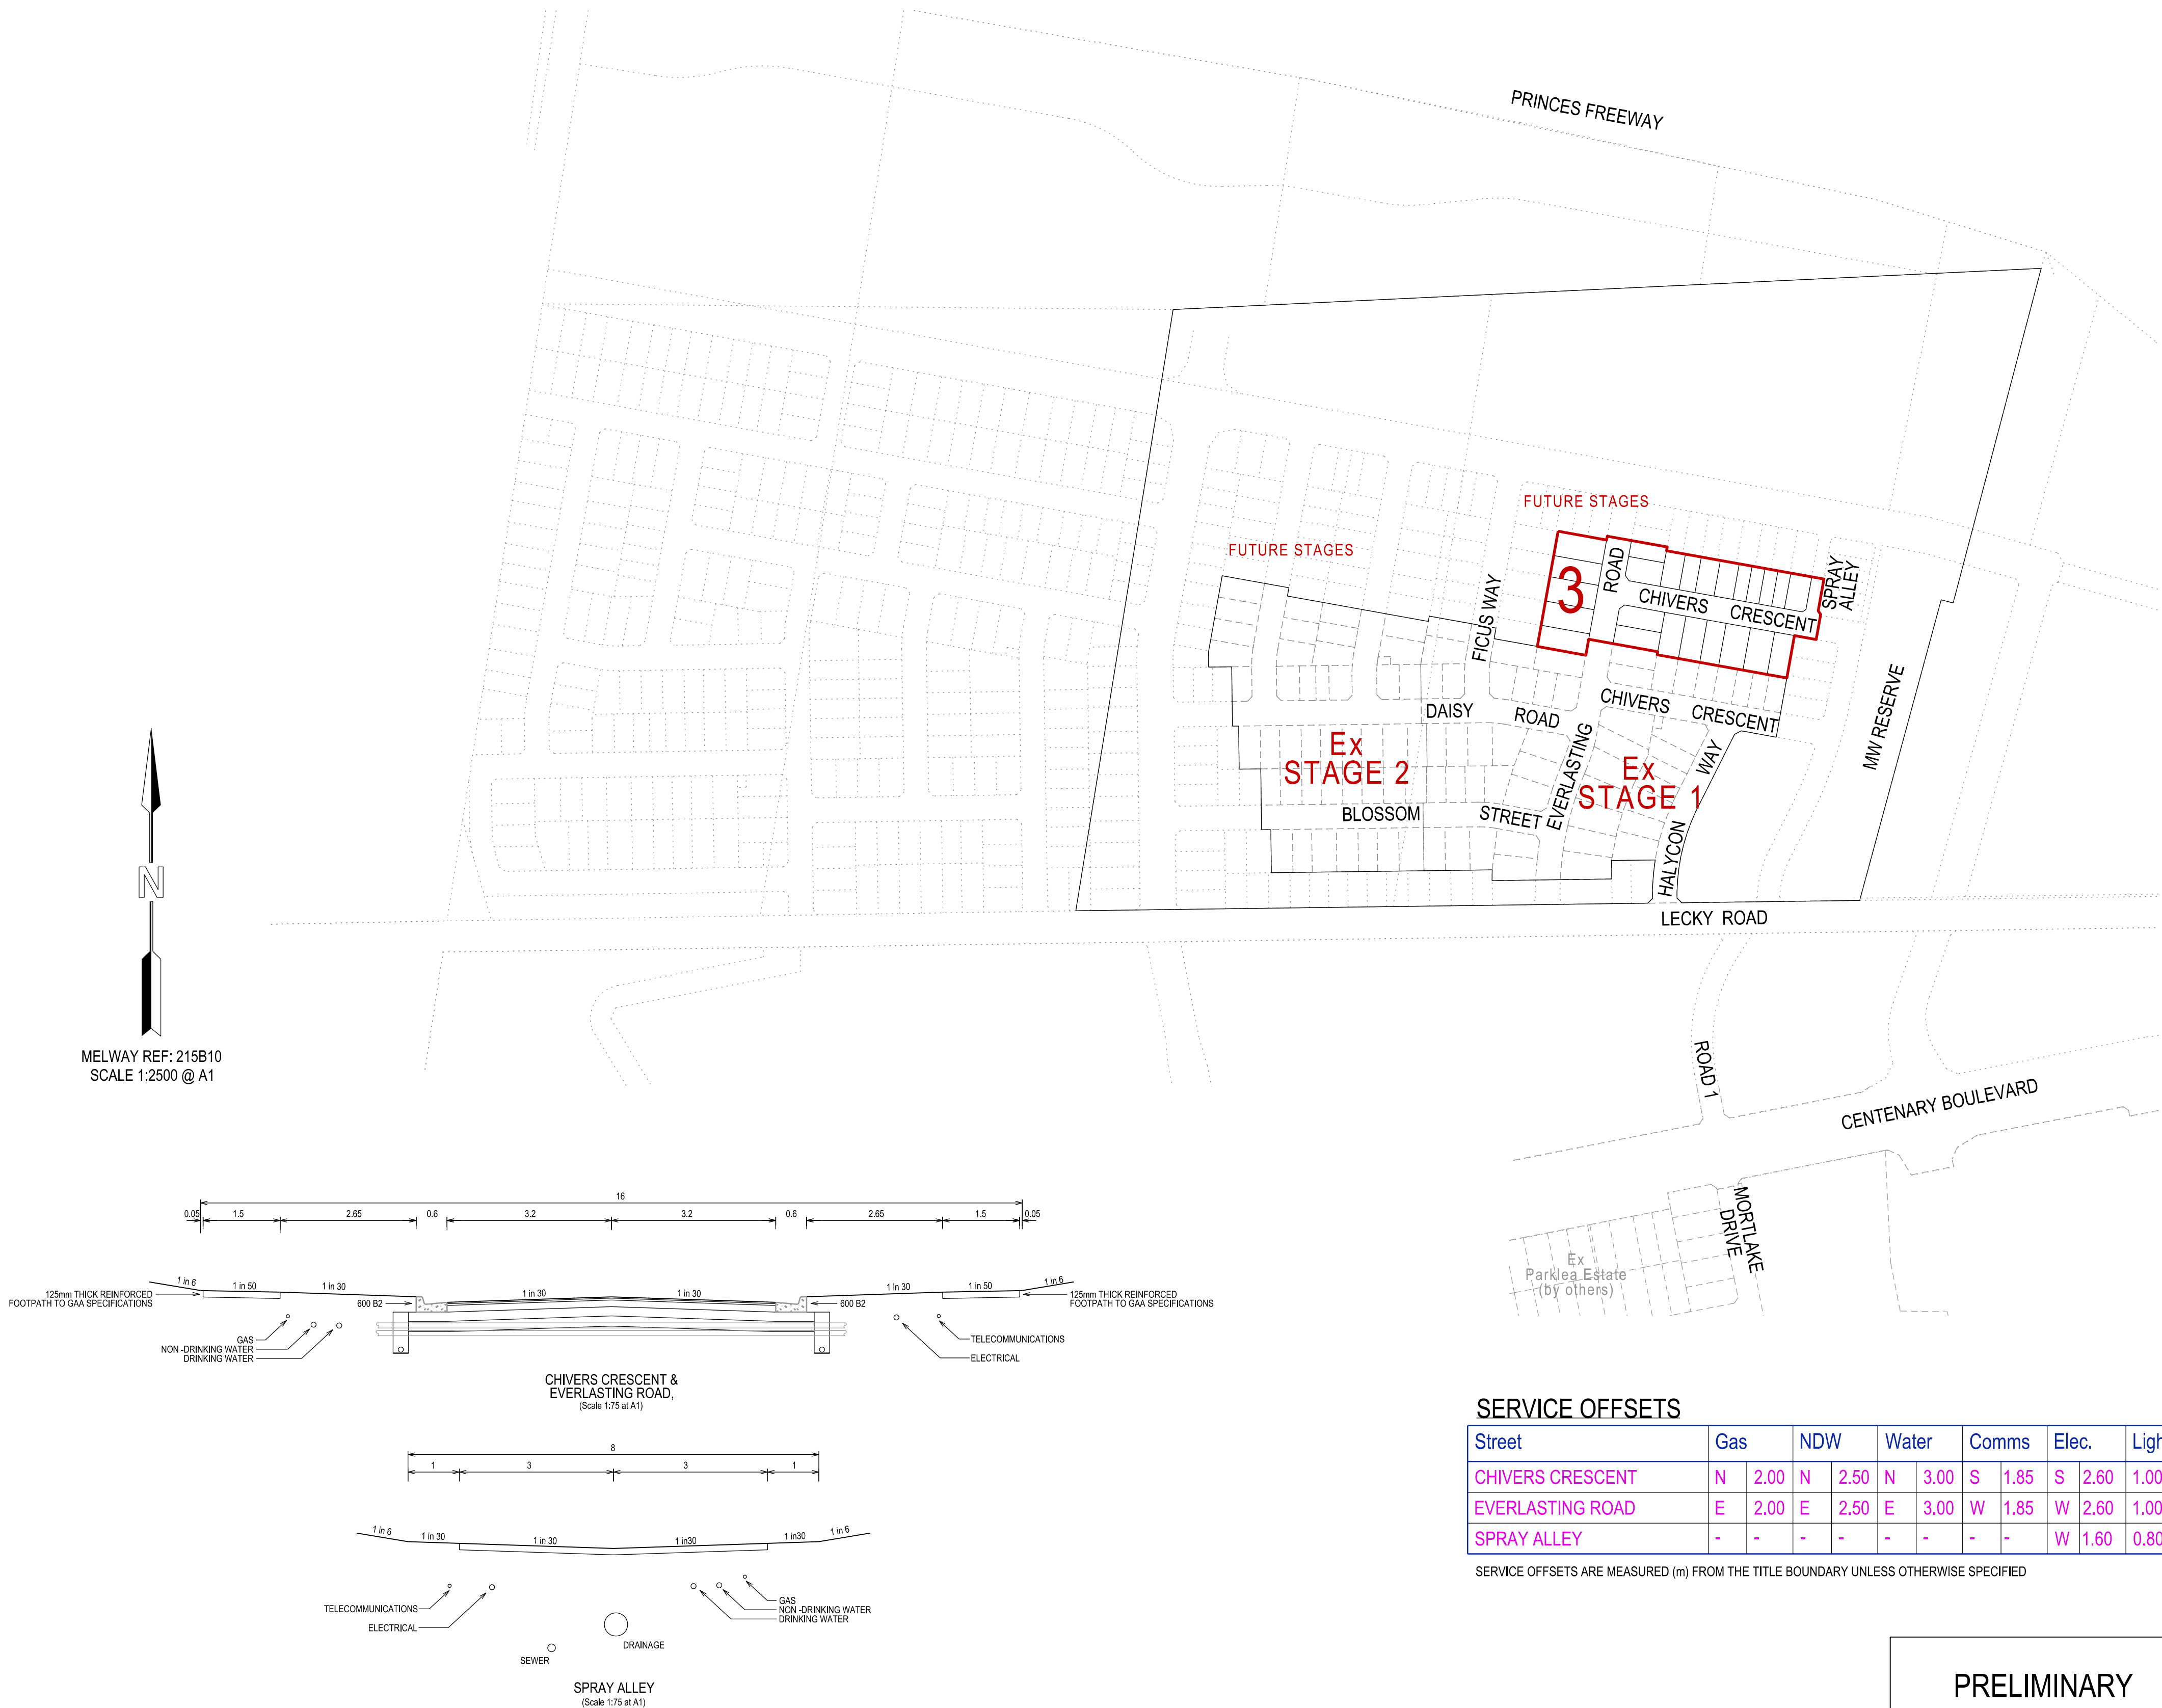 PRINCES FREEWAY
FUTURE STAGES
FUTURE STAGES
3
ROAD
CHIVERS CRESCENT
SPRAY
ALLEY
FICUS WAY
MW RESERVE
CHIVERS CRESCENT
DAISY ROAD
EVERLASTING
Ex
STAGE 2
Ex
STAGE 1
HALYCON WAY
BLOSSOM STREET
LECKY ROAD
N
MELWAY REF: 215B10
SCALE 1:2500 @ A1
ROAD 1
CENTENARY BOULEVARD
MORTLAKE
DRIVE
Ex
Parklea Estate
(by others)
16
0.05 1.5 2.65 0.6 3.2 3.2 0.6 2.65 1.5 0.05
1 in 6 1 in 50 1 in 30 1 in 30 1 in 30 1 in 30 1 in 50 1 in 6
125mm THICK REINFORCED
FOOTPATH TO GAA SPECIFICATIONS
600 B2
600 B2
125mm THICK REINFORCED
FOOTPATH TO GAA SPECIFICATIONS
GAS
NON -DRINKING WATER
DRINKING WATER
TELECOMMUNICATIONS
ELECTRICAL
CHIVERS CRESCENT &
EVERLASTING ROAD,
(Scale 1:75 at A1)
8
1 3 3 1
1 in 6 1 in 30 1 in 30 1 in30 1 in30 1 in 6
TELECOMMUNICATIONS
ELECTRICAL
GAS
NON -DRINKING WATER
DRINKING WATER
DRAINAGE
SEWER
SPRAY ALLEY
(Scale 1:75 at A1)
SERVICE OFFSETS
Street Gas NDW Water Comms Elec. Ligh
CHIVERS CRESCENT N 2.00 N 2.50 N 3.00 S 1.85 S 2.60 1.00
EVERLASTING ROAD E 2.00 E 2.50 E 3.00 W 1.85 W 2.60 1.00
SPRAY ALLEY - - - - - - - - W 1.60 0.80
SERVICE OFFSETS ARE MEASURED (m) FROM THE TITLE BOUNDARY UNLESS OTHERWISE SPECIFIED
PRELIMINARY